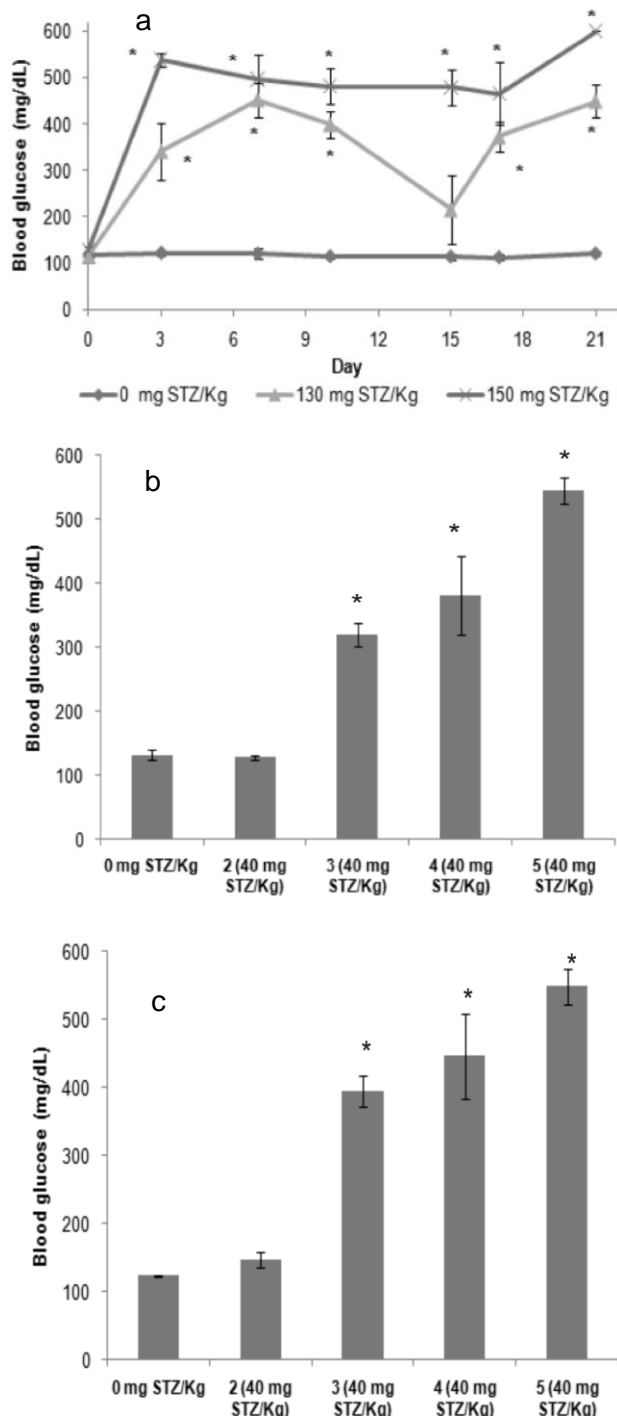 a
600
500
400
300
200
100
0
Blood glucose (mg/dL)
* * * * * *
* * * * *
0 3 6 9 12 15 18 21
Day
0 mg STZ/Kg 130 mg STZ/Kg 150 mg STZ/Kg
b
600
500
400
300
200
100
0
Blood glucose (mg/dL)
* * *
0 mg STZ/Kg 2 (40 mg 3 (40 mg 4 (40 mg 5 (40 mg
STZ/Kg) STZ/Kg) STZ/Kg) STZ/Kg)
c
600
500
400
300
200
100
0
Blood glucose (mg/dL)
* * *
0 mg STZ/Kg 2 (40 mg 3 (40 mg 4 (40 mg 5 (40 mg
STZ/Kg) STZ/Kg) STZ/Kg) STZ/Kg)